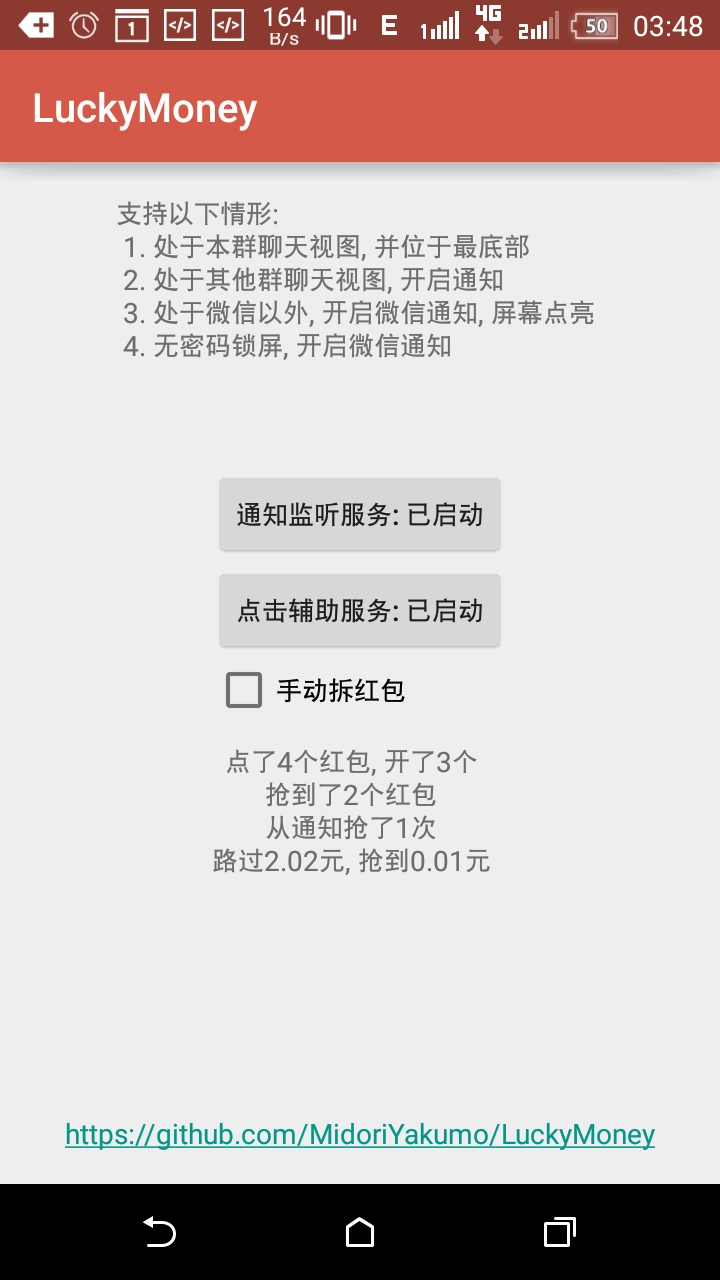 164
B/s
1
E
1
4G
2
50
03:48
LuckyMoney
支持以下情形:
1. 处于本群聊天视图, 并位于最底部
2. 处于其他群聊天视图, 开启通知
3. 处于微信以外, 开启微信通知, 屏幕点亮
4. 无密码锁屏, 开启微信通知
通知监听服务: 已启动
点击辅助服务: 已启动
手动拆红包
点了4个红包, 开了3个
抢到了2个红包
从通知抢了1次
路过2.02元, 抢到0.01元
https://github.com/MidoriYakumo/LuckyMoney